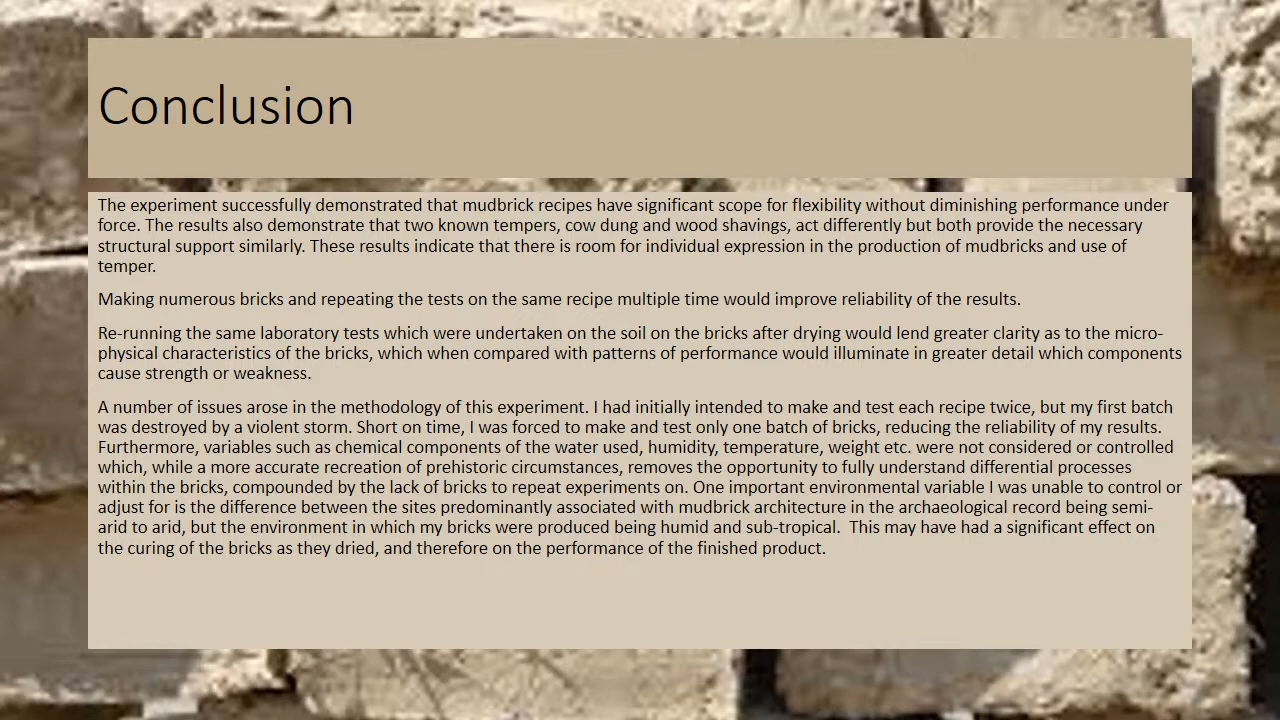 Conclusion
The experiment successfully demonstrated that mudbrick recipes have significant scope for flexibility without diminishing performance under
force. The results also demonstrate that two known tempers, cow dung and wood shavings, act differently but both provide the necessary
structural support similarly. These results indicate that there is room for individual expression in the production of mudbricks and use of
temper.
Making numerous bricks and repeating the tests on the same recipe multiple time would improve reliability of the results.
Re-running the same laboratory tests which were undertaken on the soil on the bricks after drying would lend greater clarity as to the micro-
physical characteristics of the bricks, which when compared with patterns of performance would illuminate in greater detail which components
cause strength or weakness.
A number of issues arose in the methodology of this experiment. I had initially intended to make and test each recipe twice, but my first batch
was destroyed by a violent storm. Short on time, I was forced to make and test only one batch of bricks, reducing the reliability of my results.
Furthermore, variables such as chemical components of the water used, humidity, temperature, weight etc. were not considered or controlled
which, while a more accurate recreation of prehistoric circumstances, removes the opportunity to fully understand differential processes
within the bricks, compounded by the lack of bricks to repeat experiments on. One important environmental variable I was unable to control or
adjust for is the difference between the sites predominantly associated with mudbrick architecture in the archaeological record being semi-
arid to arid, but the environment in which my bricks were produced being humid and sub-tropical.  This may have had a significant effect on
the curing of the bricks as they dried, and therefore on the performance of the finished product.